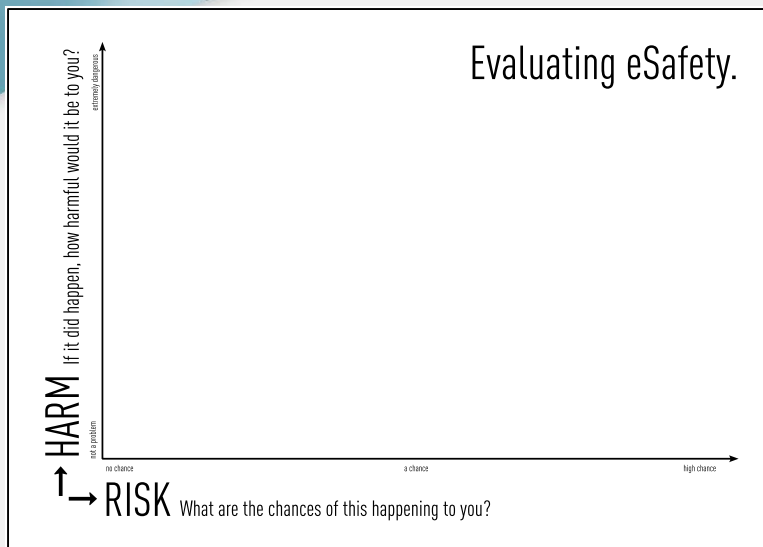 Evaluating eSafety.
HARM If it did happen, how harmful would it be to you?
extremely dangerous
not a problem
no chance
a chance
high chance
RISK What are the chances of this happening to you?